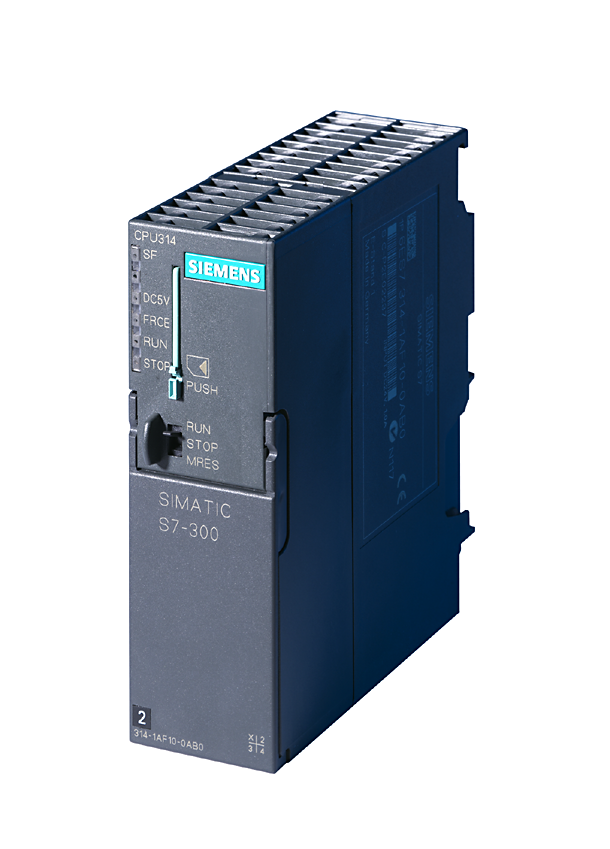 CPU314
SIEMENS
SF
DC5V
FRCE
RUN
STOP
PUSH
RUN
STOP
MRES
SIMATIC
S7-300
2
314-1AF10-0AB0
X 2
3 4
CE